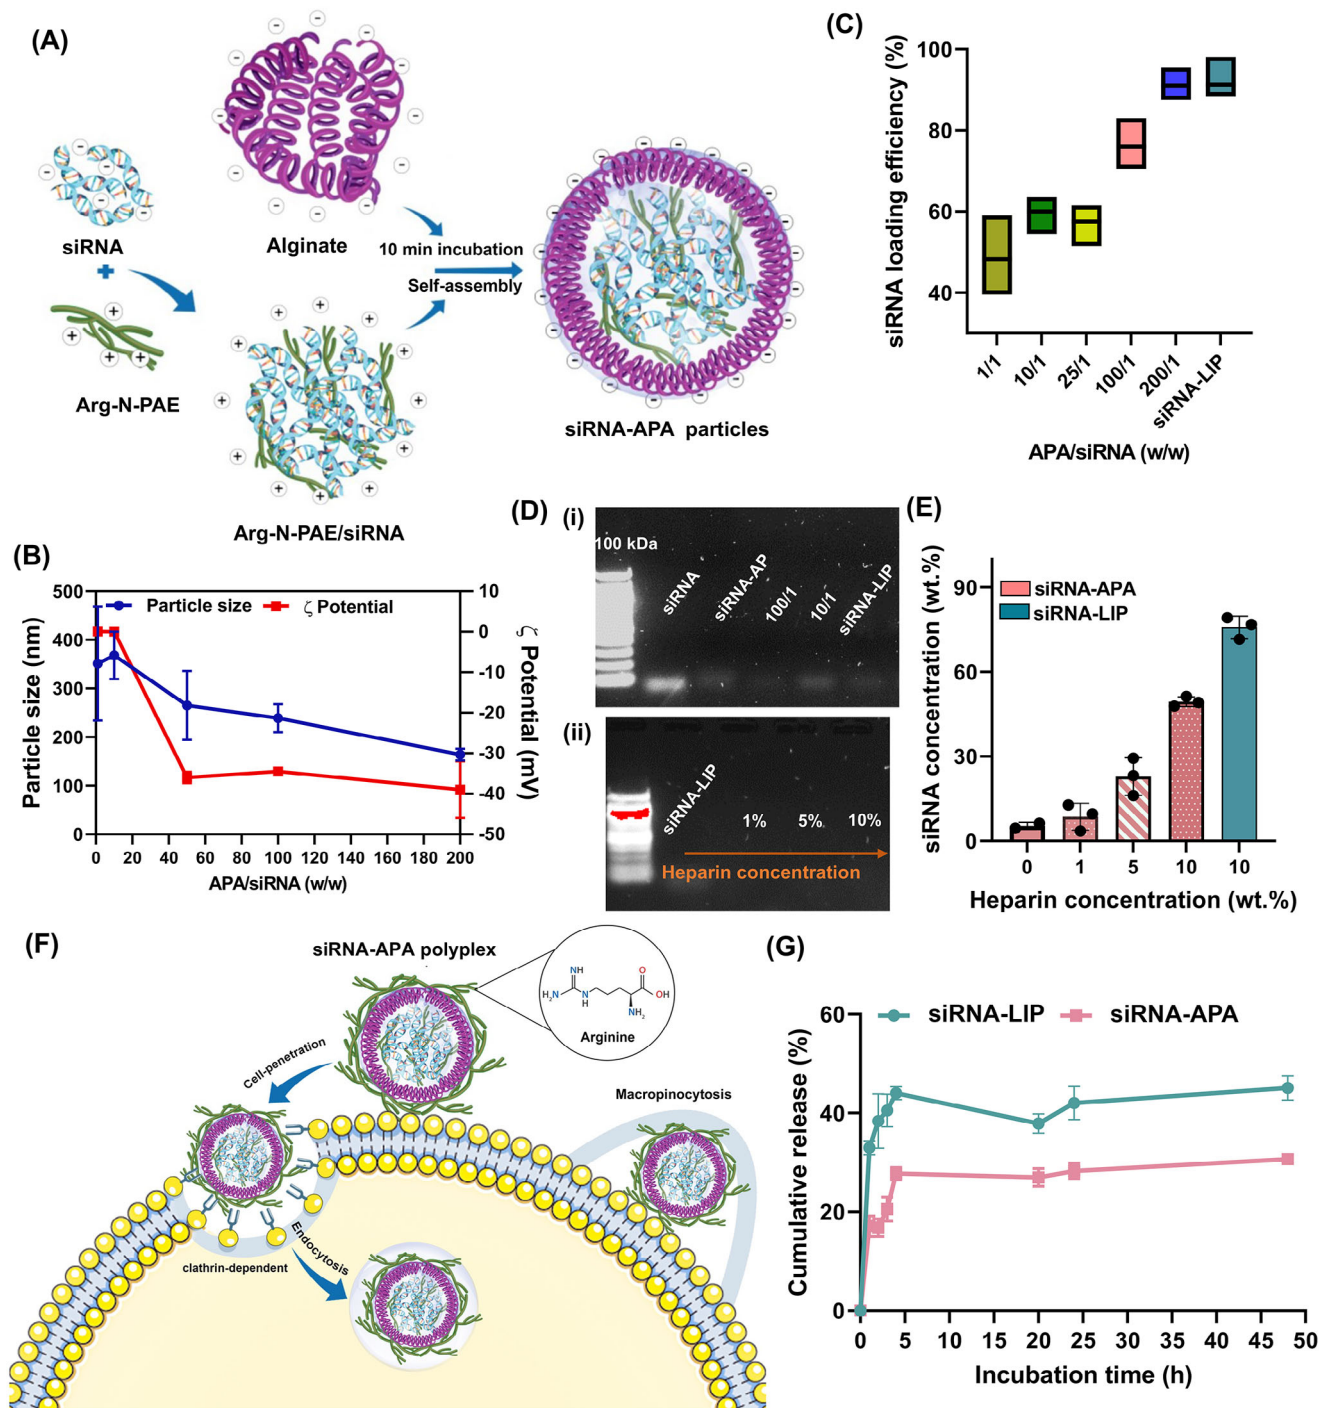 (A)
siRNA
+
Arg-N-PAE
Alginate
10 min incubation
Self-assembly
Arg-N-PAE/siRNA
siRNA-APA particles
(B)
Particle size
ζ Potential
Particle size (nm)
500
400
300
200
100
0
10
0
-10
-20
-30
-40
-50
ζ Potential (mV)
0 20 40 60 80 100 120 140 160 180 200
APA/siRNA (w/w)
(C)
siRNA loading efficiency (%)
100
80
60
40
1/1
10/1
25/1
100/1
200/1
siRNA-LIP
APA/siRNA (w/w)
(D)
(i)
100 kDa
siRNA
siRNA-AP
100/1
10/1
siRNA-LIP
(ii)
siRNA-LIP
1%
5%
10%
Heparin concentration
(E)
siRNA-APA
siRNA-LIP
siRNA concentration (wt.%)
90
60
30
0
0 1 5 10 10
Heparin concentration (wt.%)
(F)
siRNA-APA polyplex
NH
H₂N
N
H
O
OH
NH₂
Arginine
Cell-penetration
Macropinocytosis
clathrin-dependent
Endocytosis
(G)
siRNA-LIP
siRNA-APA
Cumulative release (%)
60
40
20
0
0 5 10 15 20 25 30 35 40 45 50
Incubation time (h)